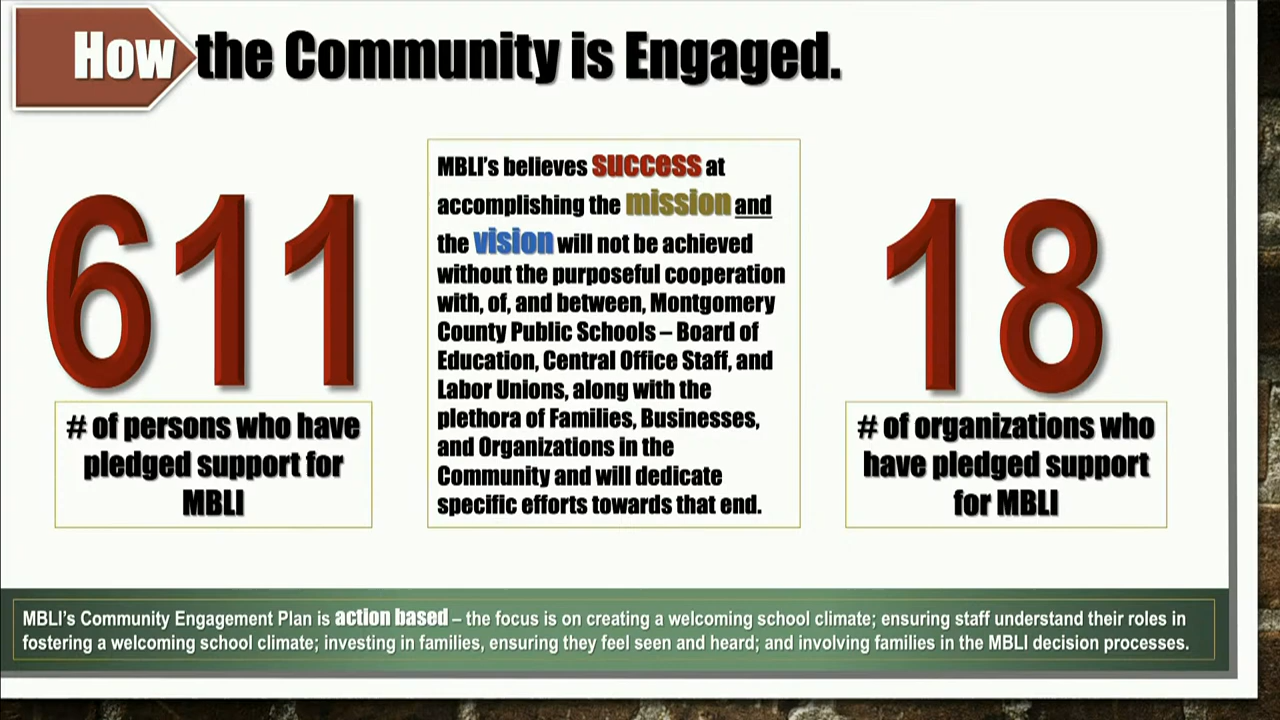 How the Community is Engaged.
611
# of persons who have
pledged support for
MBLI
MBLI's believes success at
accomplishing the mission and
the vision will not be achieved
without the purposeful cooperation
with, of, and between, Montgomery
County Public Schools – Board of
Education, Central Office Staff, and
Labor Unions, along with the
plethora of Families, Businesses,
and Organizations in the
Community and will dedicate
specific efforts towards that end.
18
# of organizations who
have pledged support
for MBLI
MBLI's Community Engagement Plan is action based – the focus is on creating a welcoming school climate; ensuring staff understand their roles in
fostering a welcoming school climate; investing in families, ensuring they feel seen and heard; and involving families in the MBLI decision processes.